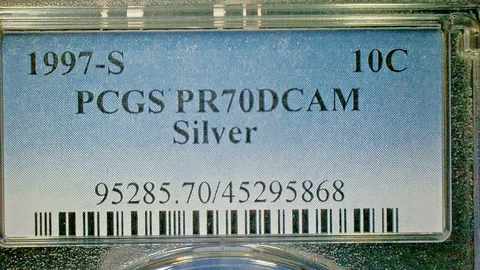 1997-S 10C
PCGS PR70DCAM
Silver
95285.70/45295868